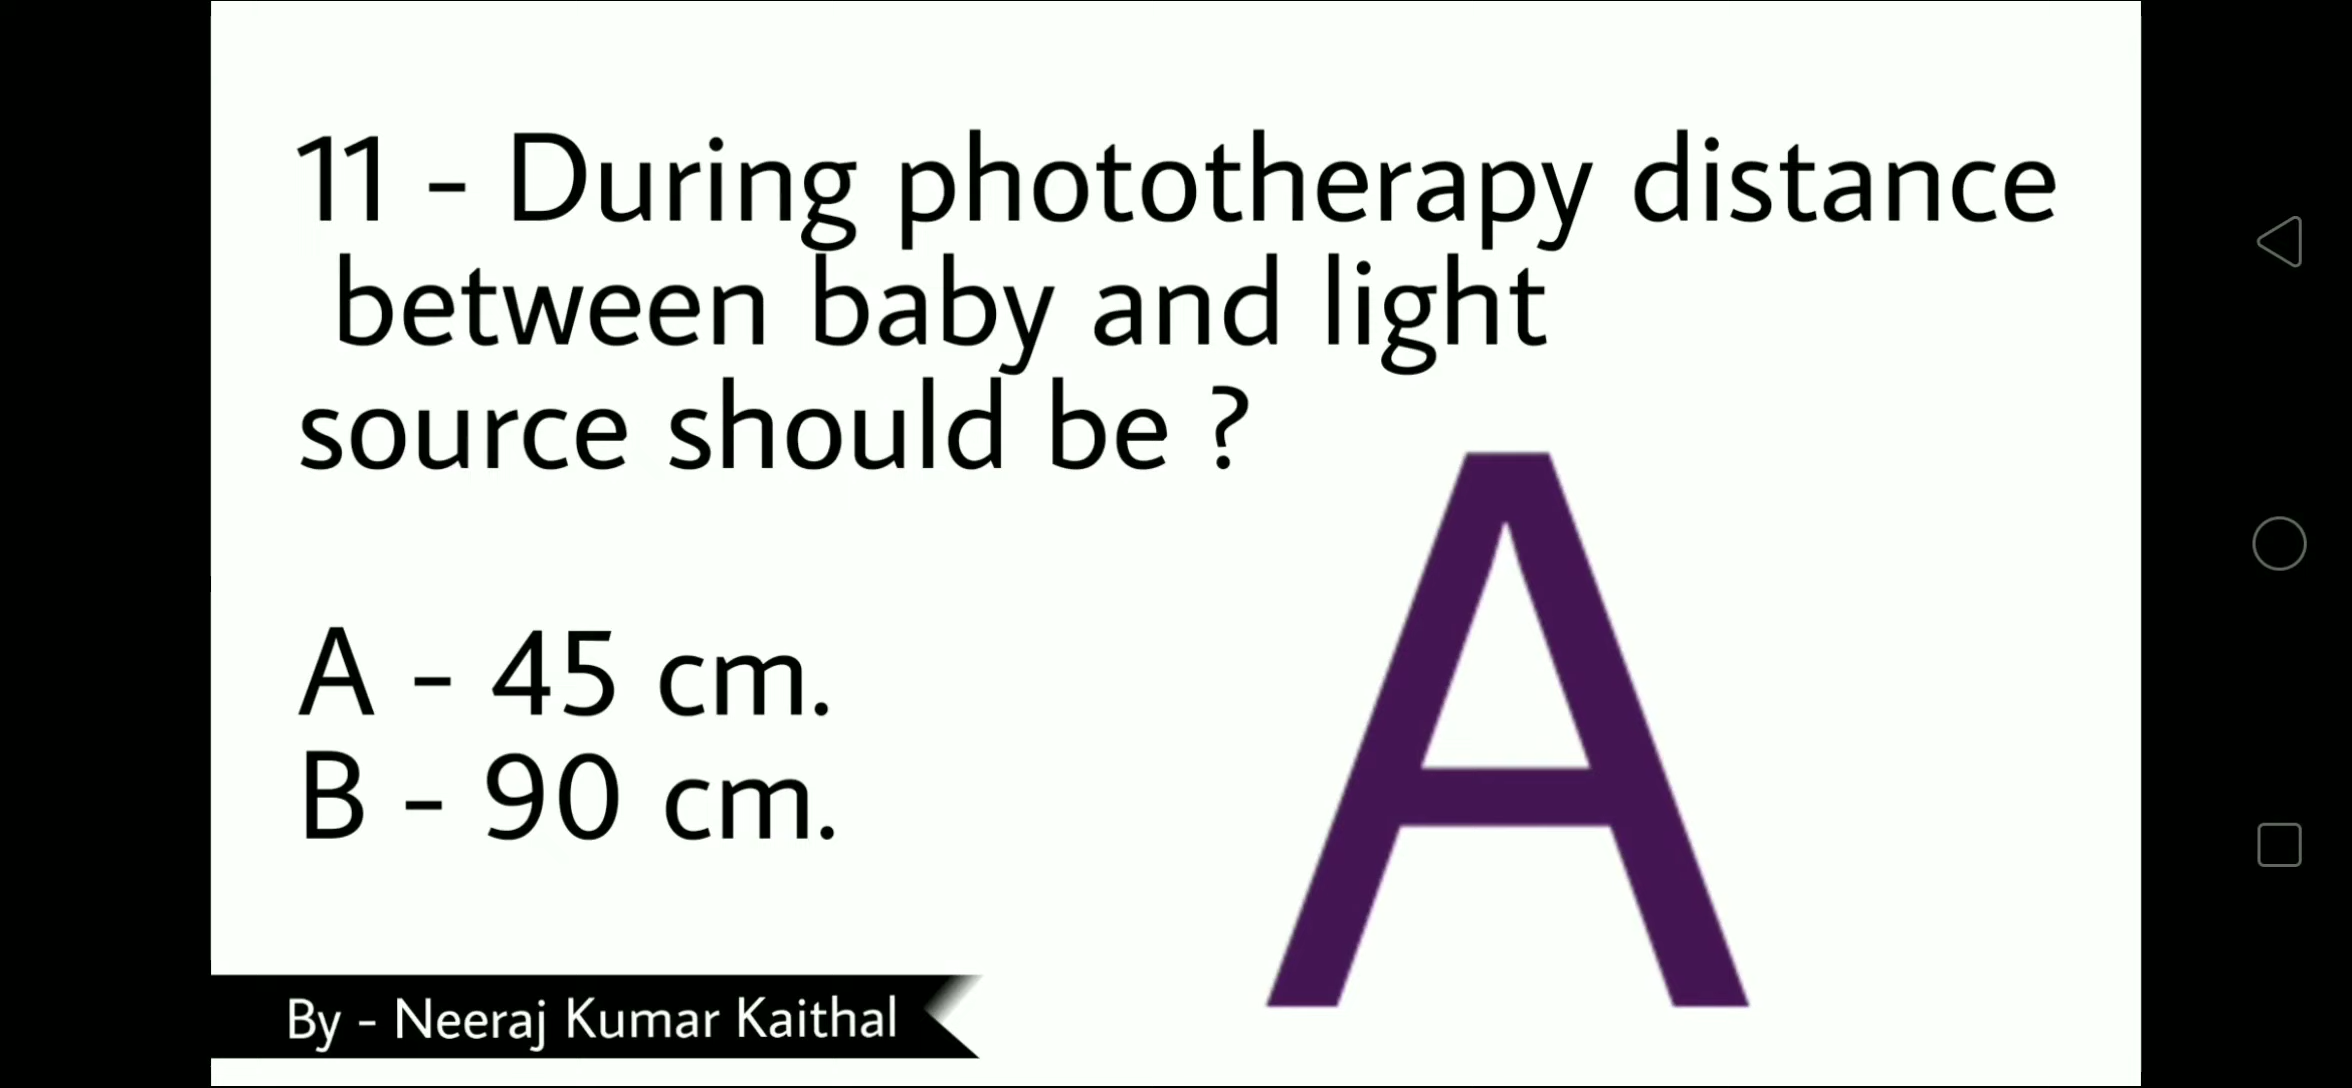 11 - During phototherapy distance
between baby and light
source should be ?
A - 45 cm.
B - 90 cm.
A
By - Neeraj Kumar Kaithal